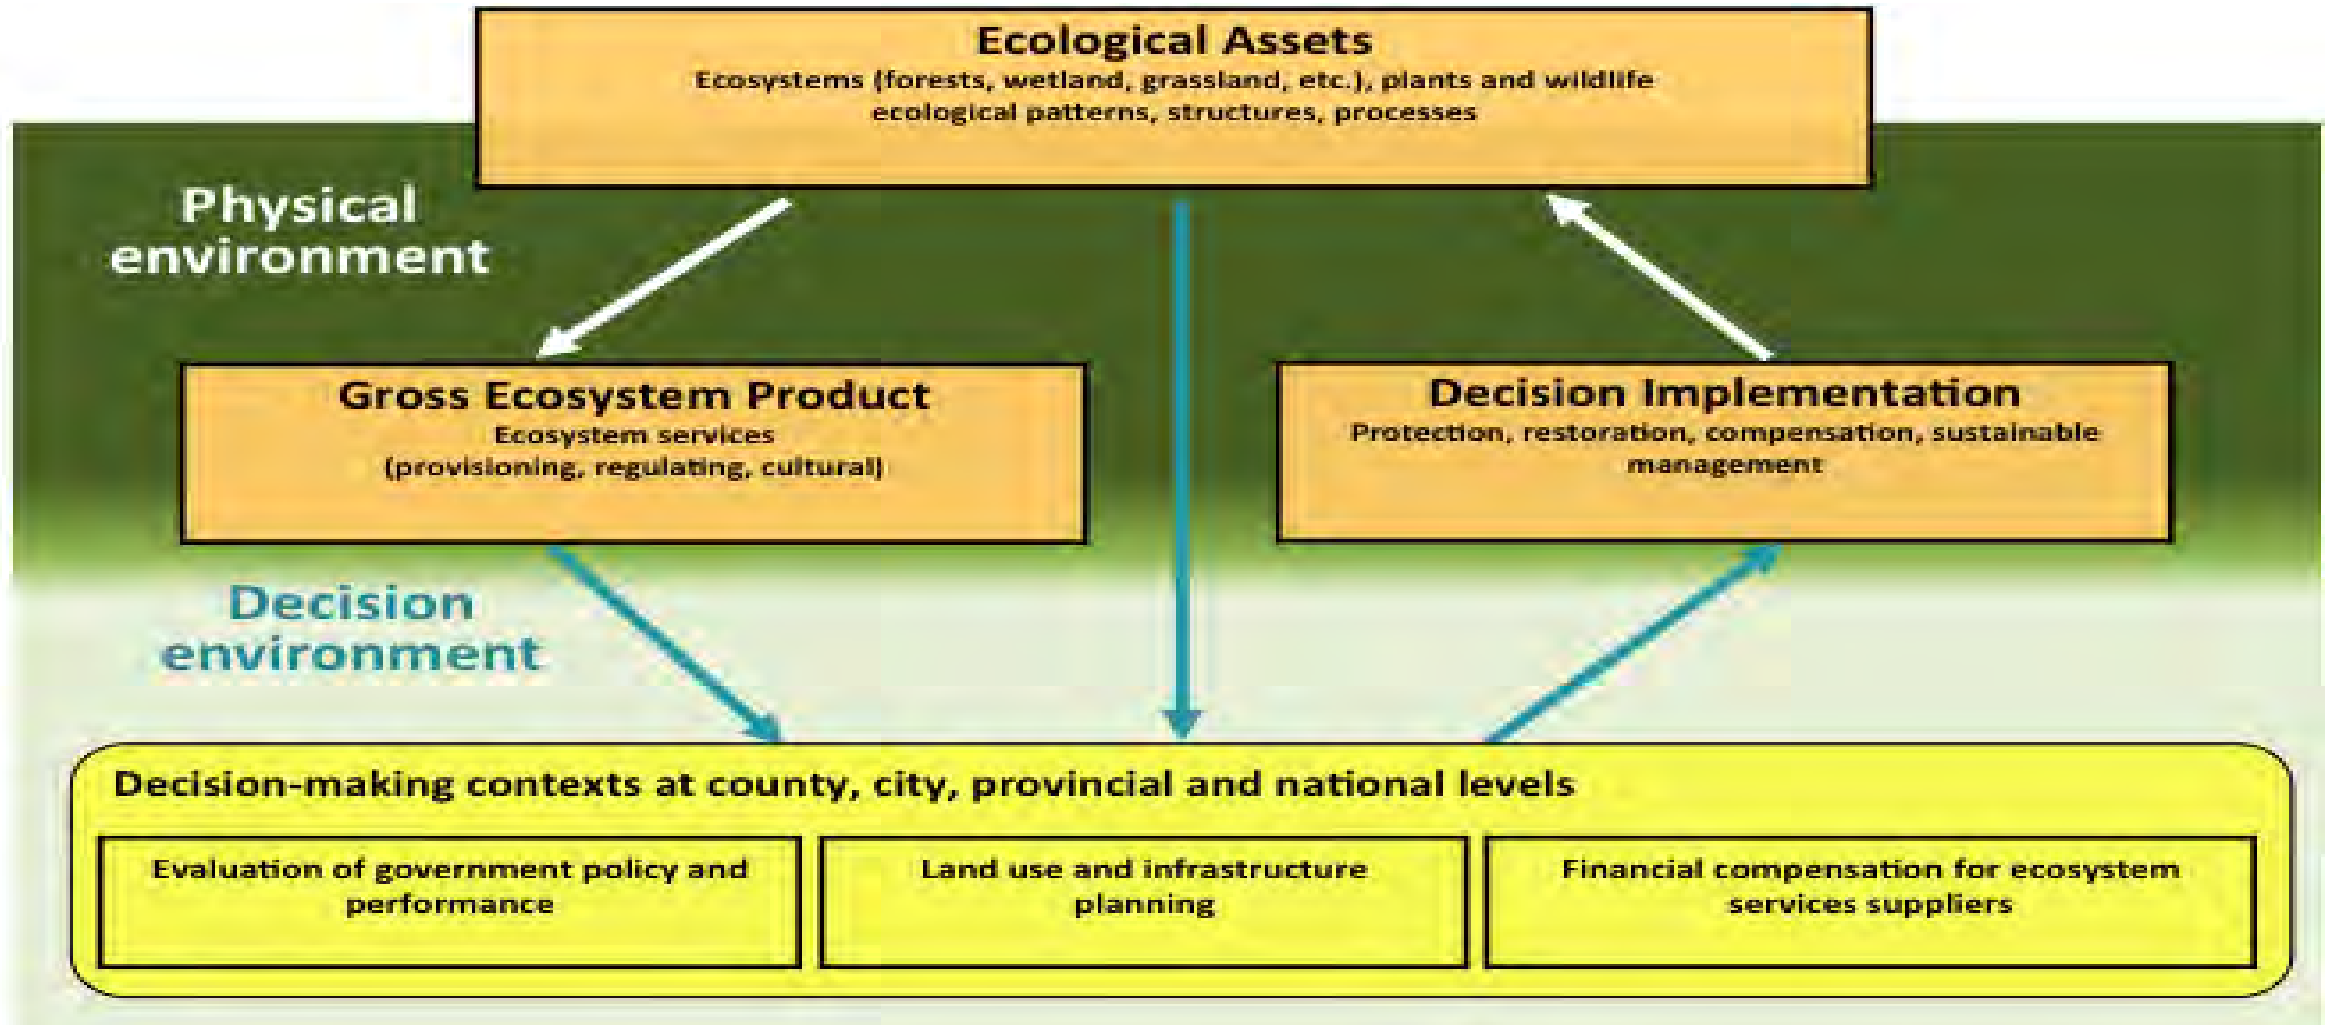 Ecological Assets
Ecosystems (forests, wetland, grassland, etc.), plants and wildlife
ecological patterns, structures, processes
Physical
environment
Gross Ecosystem Product
Ecosystem services
(provisioning, regulating, cultural)
Decision Implementation
Protection, restoration, compensation, sustainable
management
Decision
environment
Decision-making contexts at county, city, provincial and national levels
Evaluation of government policy and
performance
Land use and infrastructure
planning
Financial compensation for ecosystem
services suppliers